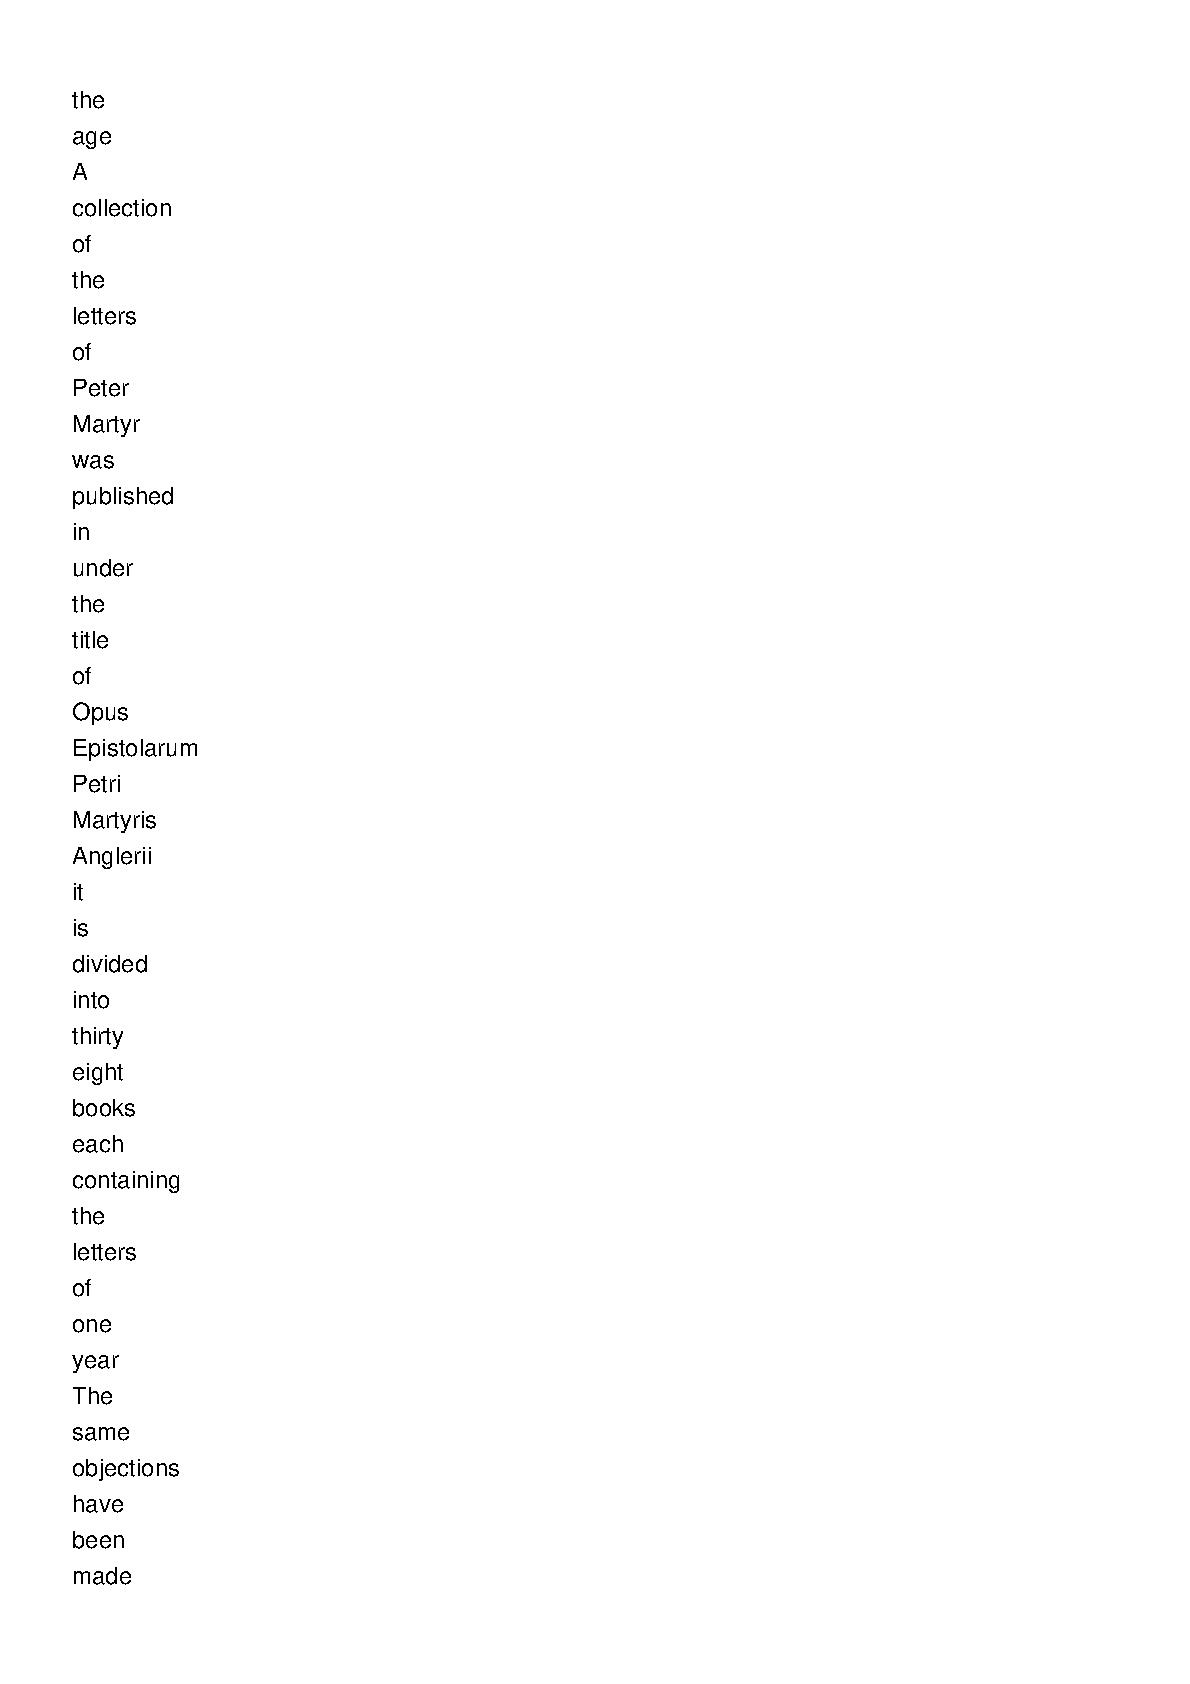 the
age
A
collection
of
the
letters
of
Peter
Martyr
was
published
in
under
the
title
of
Opus
Epistolarum
Petri
Martyris
Anglerii
it
is
divided
into
thirty
eight
books
each
containing
the
letters
of
one
year
The
same
objections
have
been
made